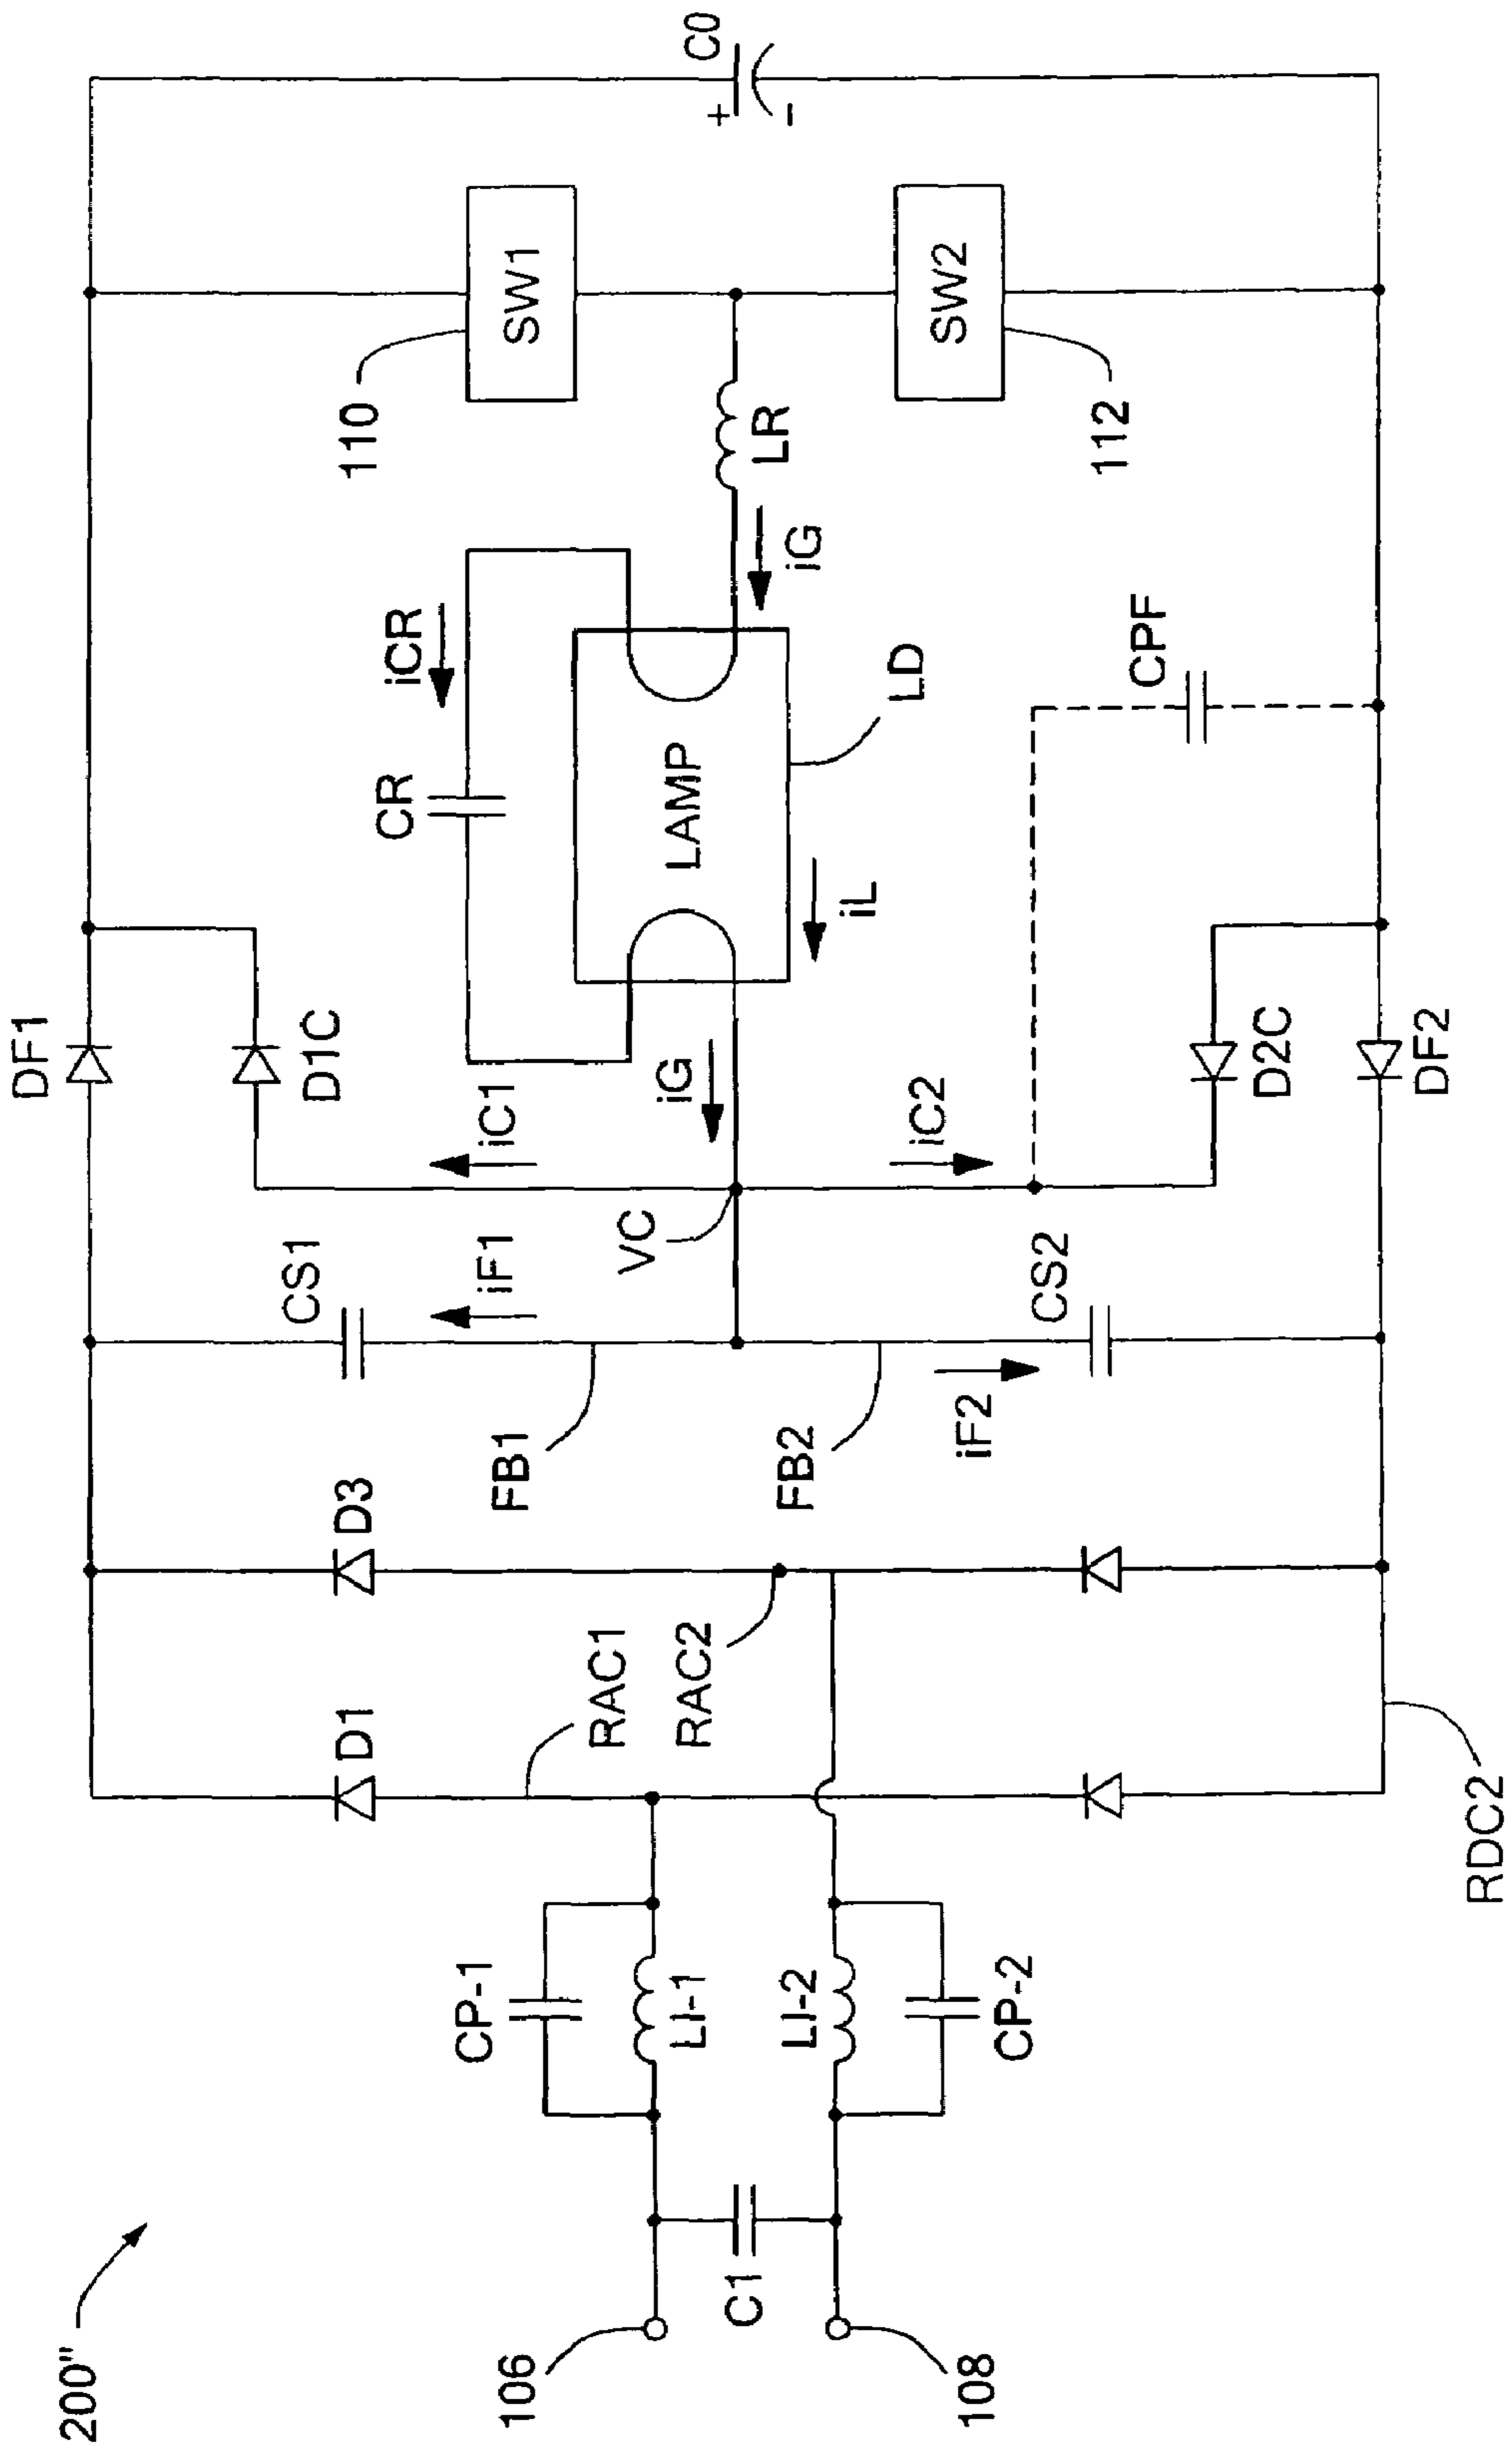 200"
106
108
C1
CP-1
LI-1
LI-2
CP-2
D1
RAC1
RAC2
RDC2
D3
FB1
FB2
iF2
CS1
iF1
VC
CS2
DF1
D1C
iC1
iG
iC2
D2C
DF2
CR
iCR
LAMP
iL
LD
CPF
iG
LR
110
SW1
SW2
112
C0
+
-